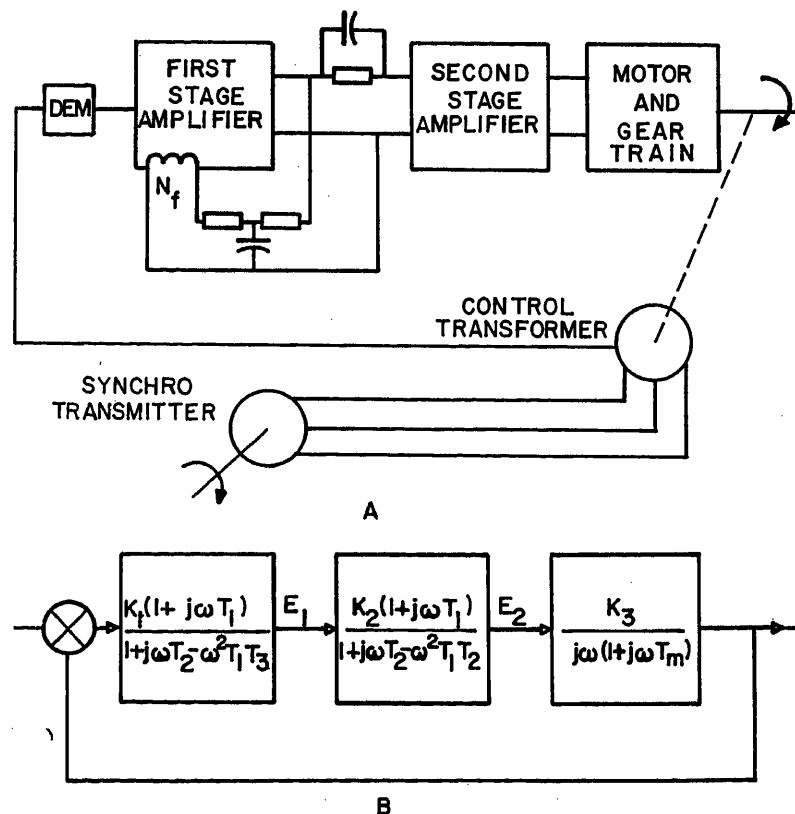 FIRST
STAGE
AMPLIFIER
DEM
SECOND
STAGE
AMPLIFIER
MOTOR
AND
GEAR
TRAIN
N_f
CONTROL
TRANSFORMER
SYNCHRO
TRANSMITTER
A
K_1(1+ jωT_1)
1+jωT_2-ω²T_1T_3
E_1
K_2(1+jωT_1)
1+jωT_2-ω²T_1T_2
E_2
K_3
jω(1+jωT_m)
B